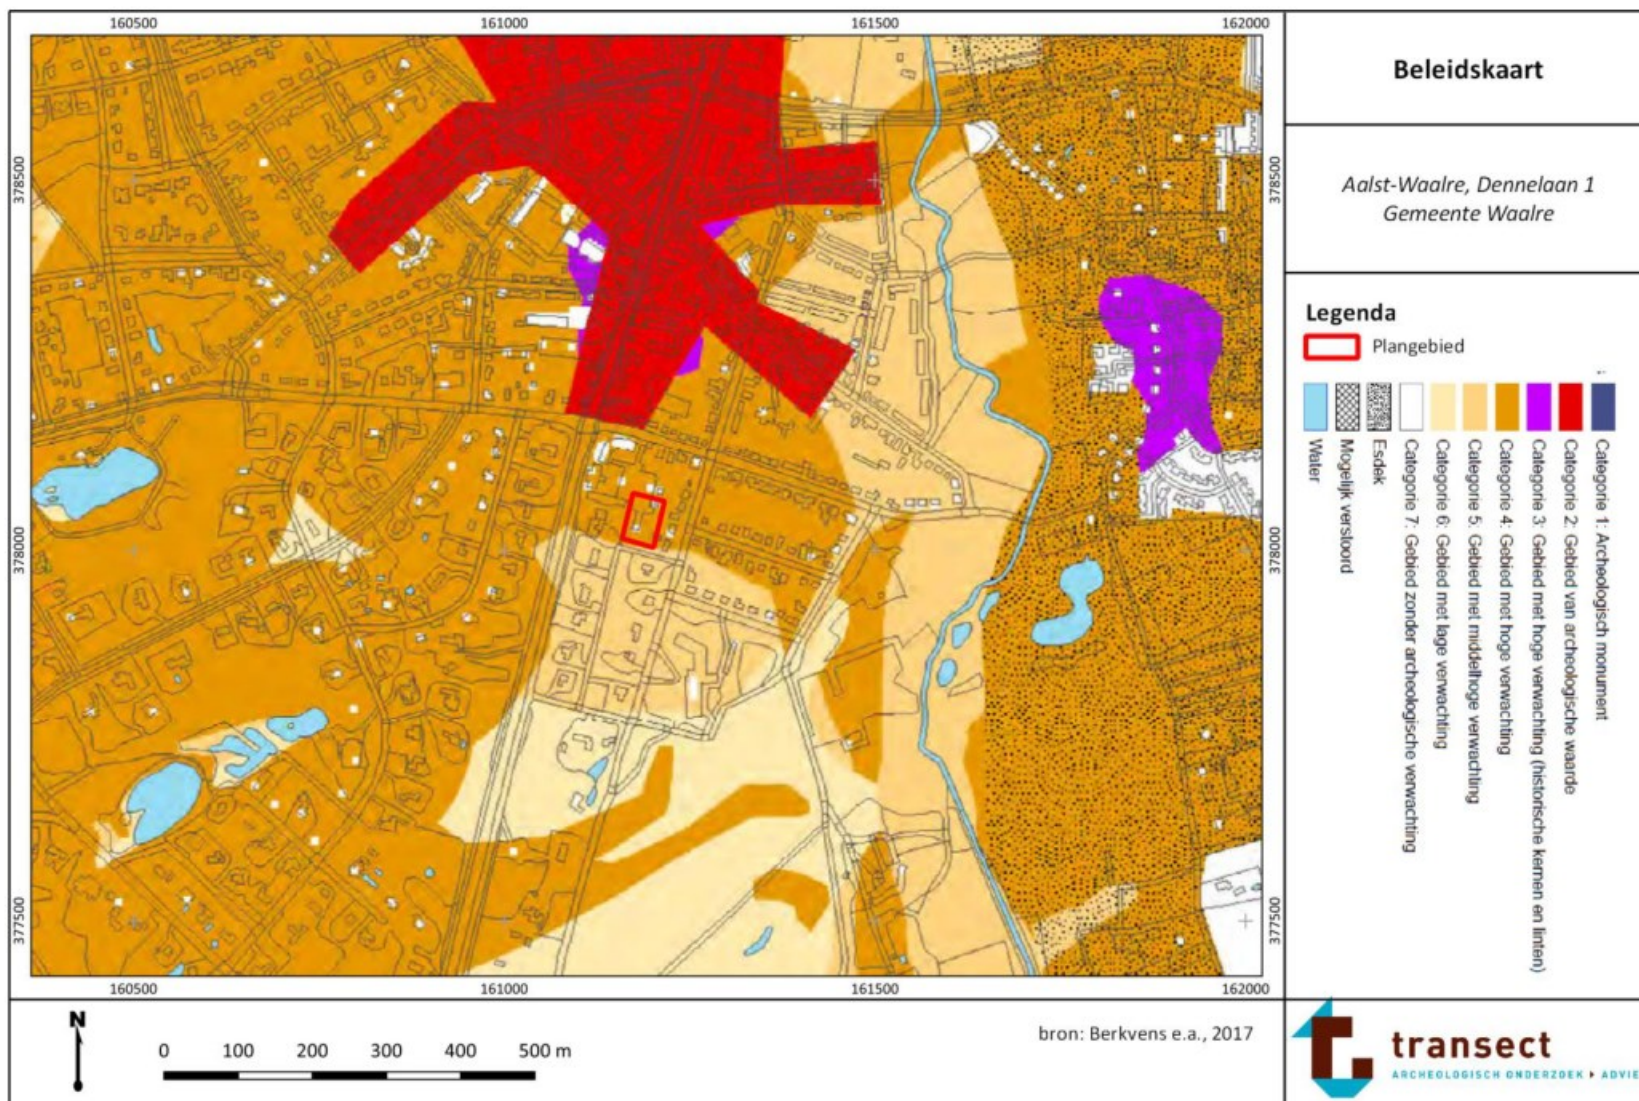 160500 161000 161500 162000
378500
378000
377500
378500
378000
377500
160500 161000 161500 162000
Beleidskaart
Aalst-Waalre, Dennelaan 1
Gemeente Waalre
Legenda
Plangebied
Categorie 1: Archeologisch monument
Categorie 2: Gebied van archeologische waarde
Categorie 3: Gebied met hoge verwachting (historische kernen en linten)
Categorie 4: Gebied met hoge verwachting
Categorie 5: Gebied met middelhoge verwachting
Categorie 6: Gebied met lage verwachting
Categorie 7: Gebied zonder archeologische verwachting
Esdek
Mogelijk verstoord
Water
N
0 100 200 300 400 500 m
bron: Berkvens e.a., 2017
transect
ARCHEOLOGISCH ONDERZOEK ADVIE